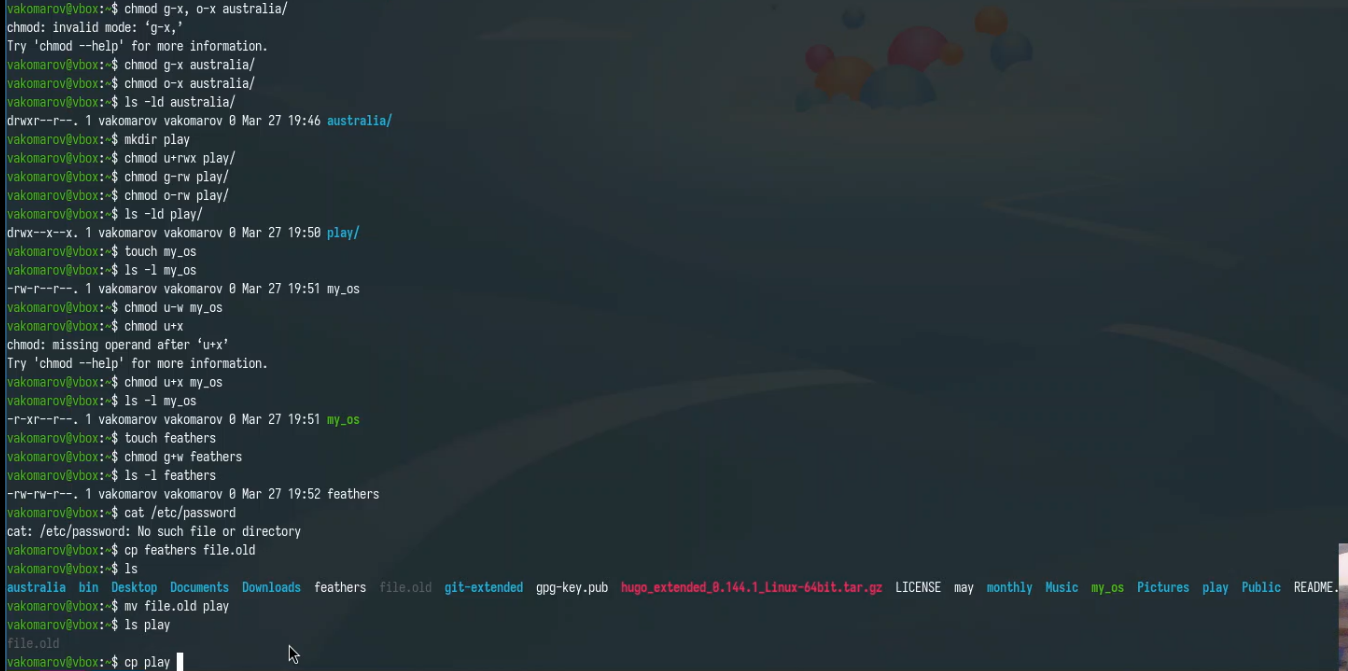 vakomarov@vbox:~$ chmod g-x, o-x australia/
chmod: invalid mode: ‘g-x,’
Try 'chmod --help' for more information.
vakomarov@vbox:~$ chmod g-x australia/
vakomarov@vbox:~$ chmod o-x australia/
vakomarov@vbox:~$ ls -ld australia/
drwxr--r--. 1 vakomarov vakomarov 0 Mar 27 19:46 australia/
vakomarov@vbox:~$ mkdir play
vakomarov@vbox:~$ chmod u+rwx play/
vakomarov@vbox:~$ chmod g-rw play/
vakomarov@vbox:~$ chmod o-rw play/
vakomarov@vbox:~$ ls -ld play/
drwx--x--x. 1 vakomarov vakomarov 0 Mar 27 19:50 play/
vakomarov@vbox:~$ touch my_os
vakomarov@vbox:~$ ls -l my_os
-rw-r--r--. 1 vakomarov vakomarov 0 Mar 27 19:51 my_os
vakomarov@vbox:~$ chmod u-w my_os
vakomarov@vbox:~$ chmod u+x
chmod: missing operand after ‘u+x’
Try 'chmod --help' for more information.
vakomarov@vbox:~$ chmod u+x my_os
vakomarov@vbox:~$ ls -l my_os
-r-xr--r--. 1 vakomarov vakomarov 0 Mar 27 19:51 my_os
vakomarov@vbox:~$ touch feathers
vakomarov@vbox:~$ chmod g+w feathers
vakomarov@vbox:~$ ls -l feathers
-rw-rw-r--. 1 vakomarov vakomarov 0 Mar 27 19:52 feathers
vakomarov@vbox:~$ cat /etc/password
cat: /etc/password: No such file or directory
vakomarov@vbox:~$ cp feathers file.old
vakomarov@vbox:~$ ls
australia bin Desktop Documents Downloads feathers file.old git-extended gpg-key.pub hugo_extended_0.144.1_Linux-64bit.tar.gz LICENSE may monthly Music my_os Pictures play Public README.
vakomarov@vbox:~$ mv file.old play
vakomarov@vbox:~$ ls play
file.old
vakomarov@vbox:~$ cp play